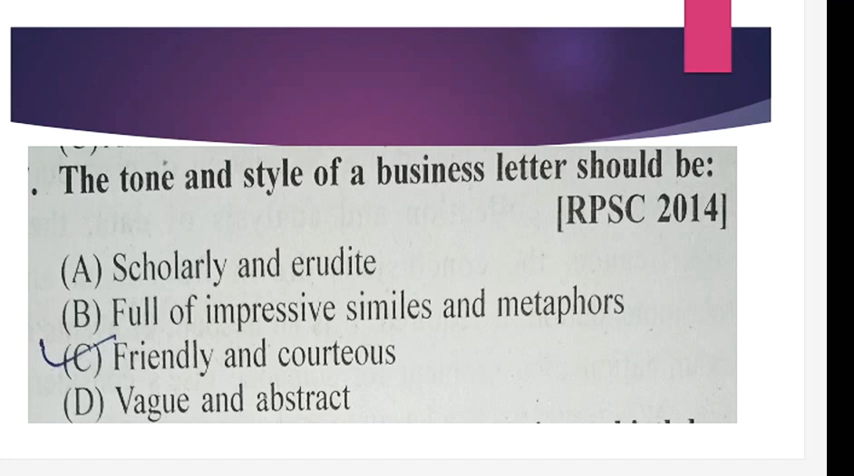 . The tone and style of a business letter should be:
[RPSC 2014]
(A) Scholarly and erudite
(B) Full of impressive similes and metaphors
(C) Friendly and courteous
(D) Vague and abstract